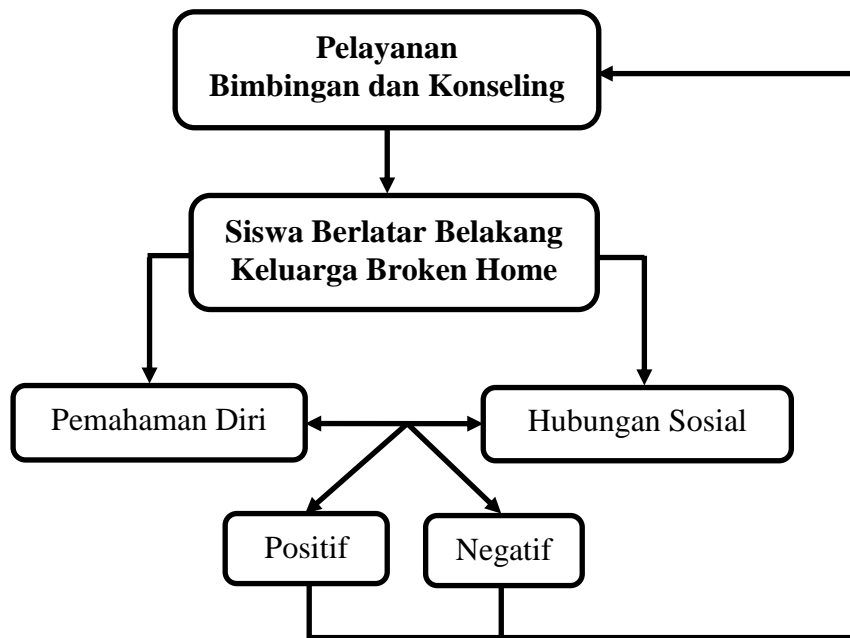 Pelayanan
Bimbingan dan Konseling
Siswa Berlatar Belakang
Keluarga Broken Home
Pemahaman Diri
Hubungan Sosial
Positif
Negatif